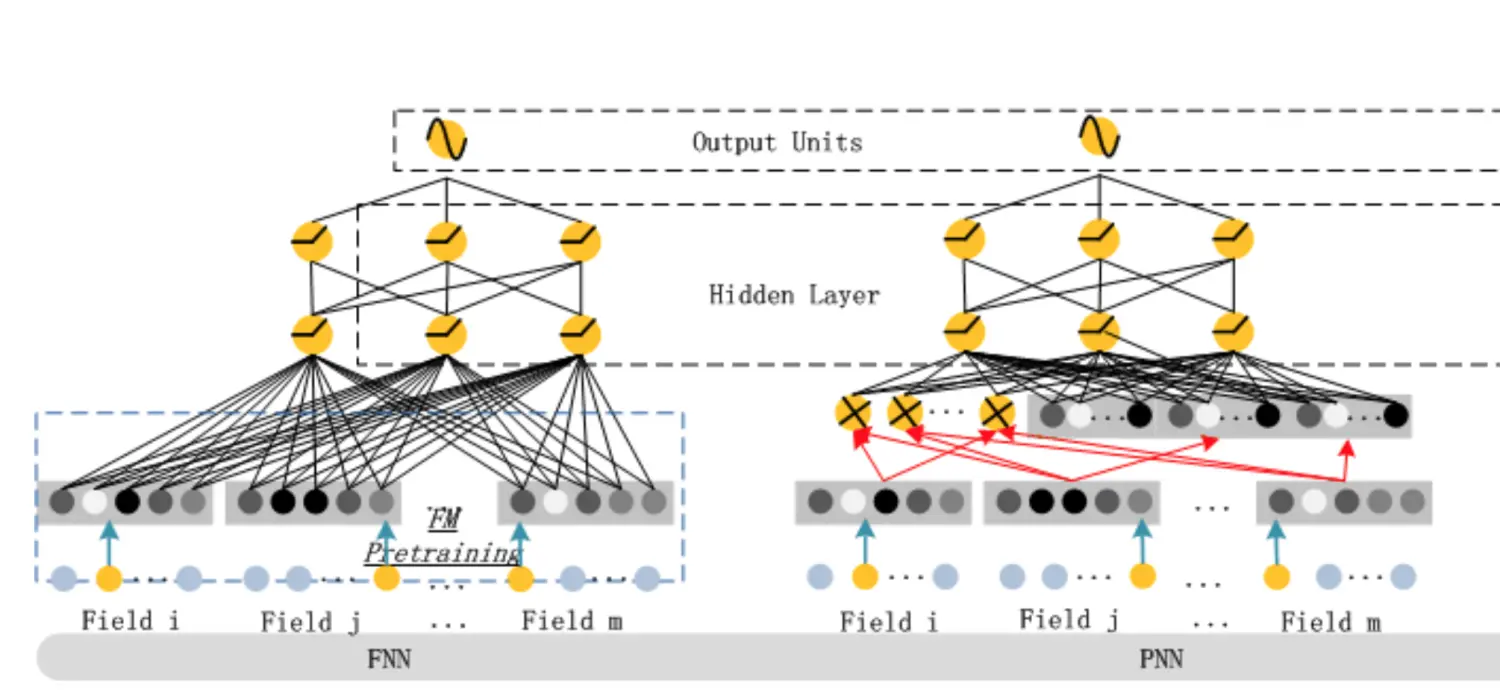 Output Units
Hidden Layer
FM
Pretraining
Field i Field j ... Field m
Field i Field j ... Field m
FNN
PNN